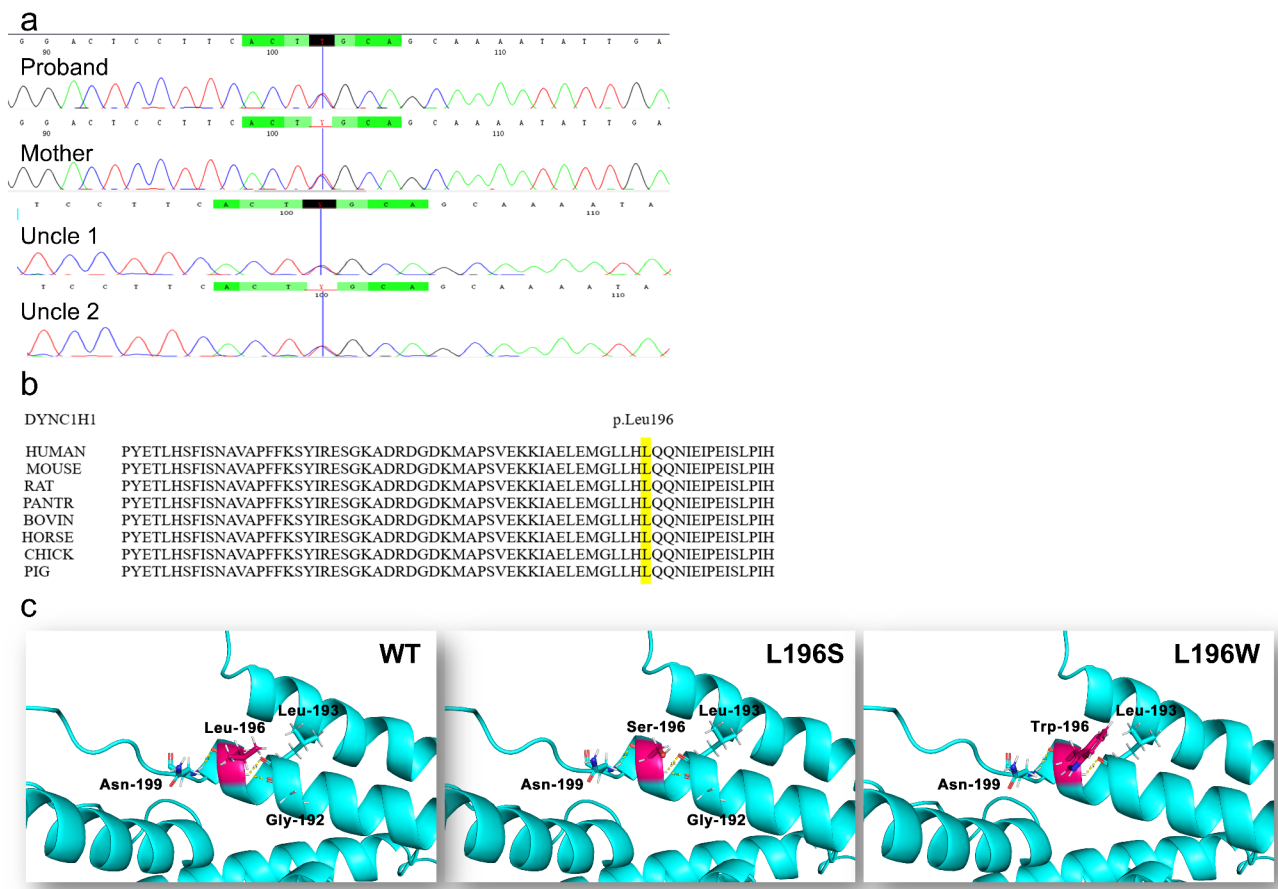 a
G G A C T C C T T C A C T Y G C A G C A A A A T A T T G A
90 100 110
Proband
G G A C T C C T T C A C T Y G C A G C A A A A T A T T G A
90 100 110
Mother
T C C T T C A C T Y G C A G C A A A A T A
100 110
Uncle 1
T C C T T C A C T Y G C A G C A A A A T A
100 110
Uncle 2
b
DYNC1H1 p.Leu196
HUMAN PYETLHSFISNAVAPFFKSYIRESGKADRDGDKMAPSVEKKIAELEMGLLHLQQNIEIPEISLPIH
MOUSE PYETLHSFISNAVAPFFKSYIRESGKADRDGDKMAPSVEKKIAELEMGLLHLQQNIEIPEISLPIH
RAT PYETLHSFISNAVAPFFKSYIRESGKADRDGDKMAPSVEKKIAELEMGLLHLQQNIEIPEISLPIH
PANTR PYETLHSFISNAVAPFFKSYIRESGKADRDGDKMAPSVEKKIAELEMGLLHLQQNIEIPEISLPIH
BOVIN PYETLHSFISNAVAPFFKSYIRESGKADRDGDKMAPSVEKKIAELEMGLLHLQQNIEIPEISLPIH
HORSE PYETLHSFISNAVAPFFKSYIRESGKADRDGDKMAPSVEKKIAELEMGLLHLQQNIEIPEISLPIH
CHICK PYETLHSFISNAVAPFFKSYIRESGKADRDGDKMAPSVEKKIAELEMGLLHLQQNIEIPEISLPIH
PIG PYETLHSFISNAVAPFFKSYIRESGKADRDGDKMAPSVEKKIAELEMGLLHLQQNIEIPEISLPIH
c
WT
Leu-193
Leu-196
Asn-199
Gly-192
L196S
Leu-193
Ser-196
Asn-199
Gly-192
L196W
Leu-193
Trp-196
Asn-199